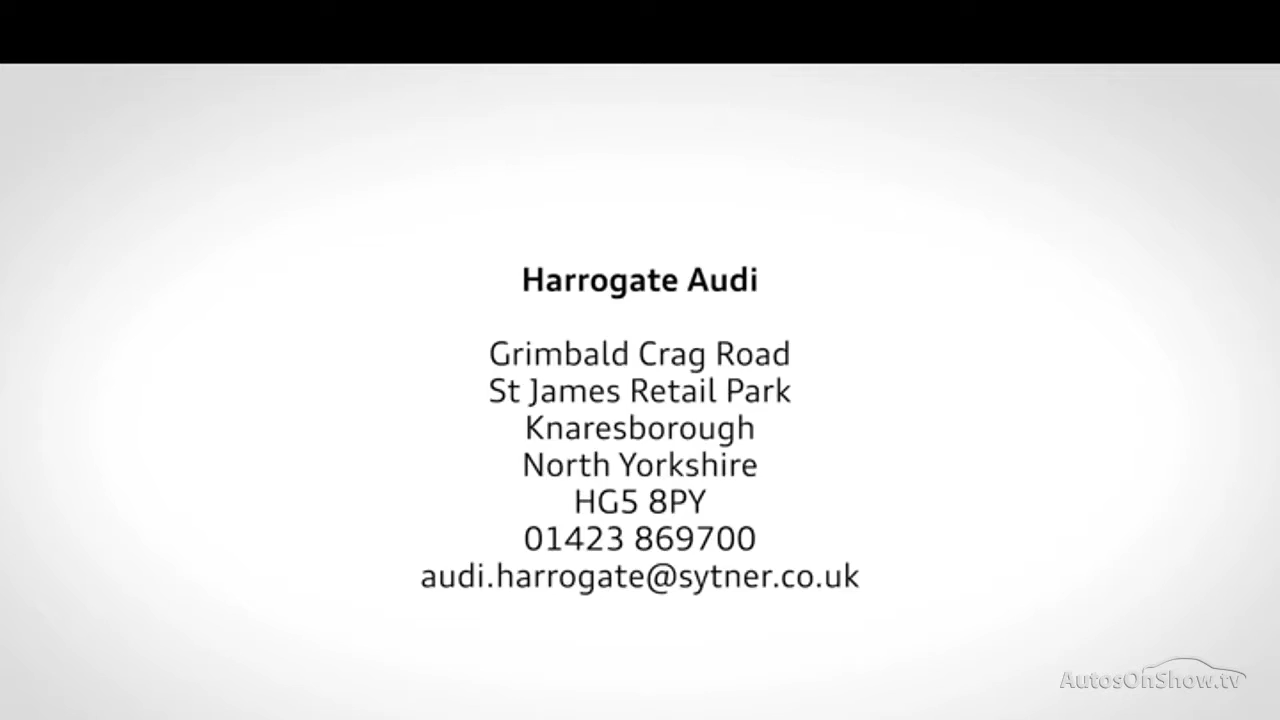 Harrogate Audi
Grimbald Crag Road
St James Retail Park
Knaresborough
North Yorkshire
HG5 8PY
01423 869700
audi.harrogate@sytner.co.uk
AutosOnShow.tv